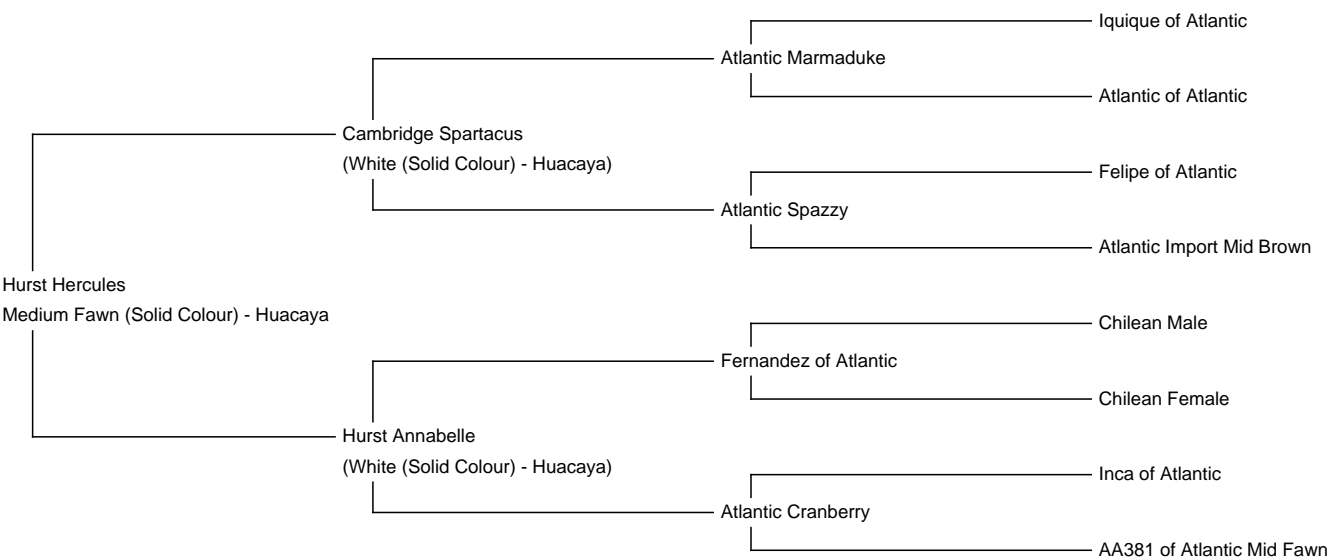 Iquique of Atlantic
Atlantic Marmaduke
Atlantic of Atlantic
Cambridge Spartacus
(White (Solid Colour) - Huacaya)
Felipe of Atlantic
Atlantic Spazzy
Atlantic Import Mid Brown
Hurst Hercules
Medium Fawn (Solid Colour) - Huacaya
Chilean Male
Fernandez of Atlantic
Chilean Female
Hurst Annabelle
(White (Solid Colour) - Huacaya)
Inca of Atlantic
Atlantic Cranberry
AA381 of Atlantic Mid Fawn